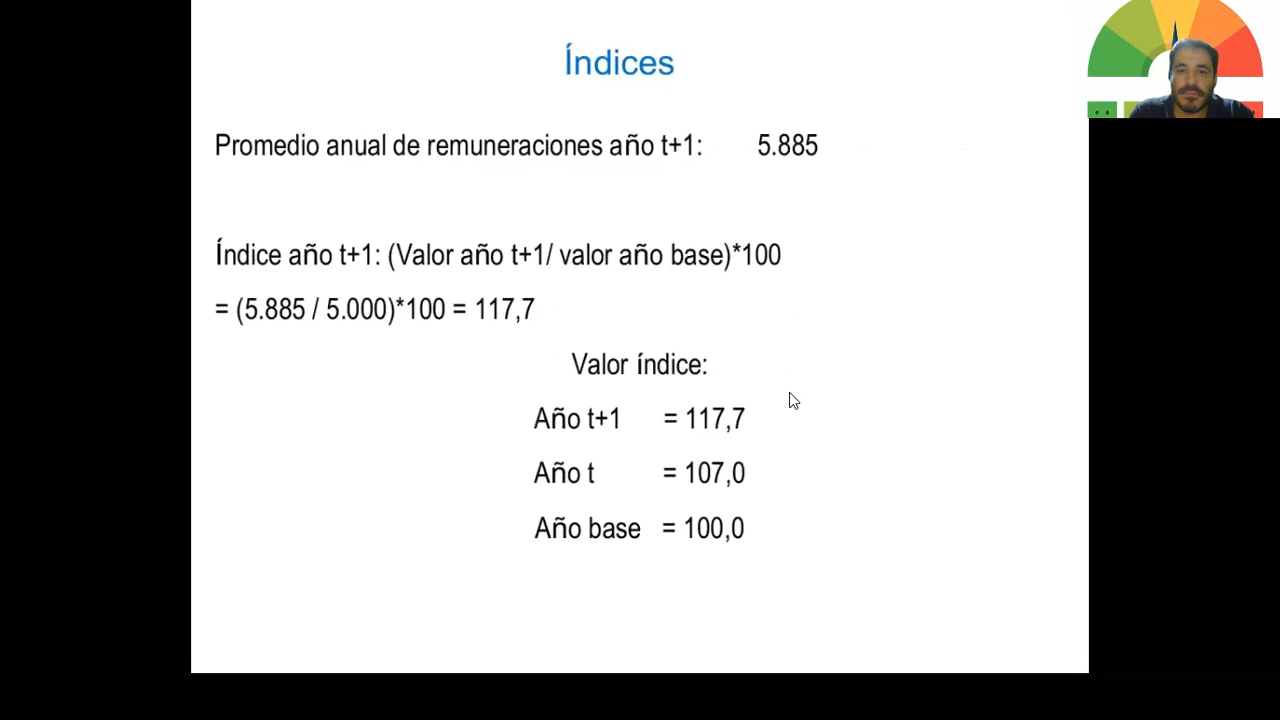 Índices
Promedio anual de remuneraciones año t+1: 5.885
Índice año t+1: (Valor año t+1/ valor año base)*100
= (5.885 / 5.000)*100 = 117,7
Valor índice:
Año t+1 = 117,7
Año t = 107,0
Año base = 100,0